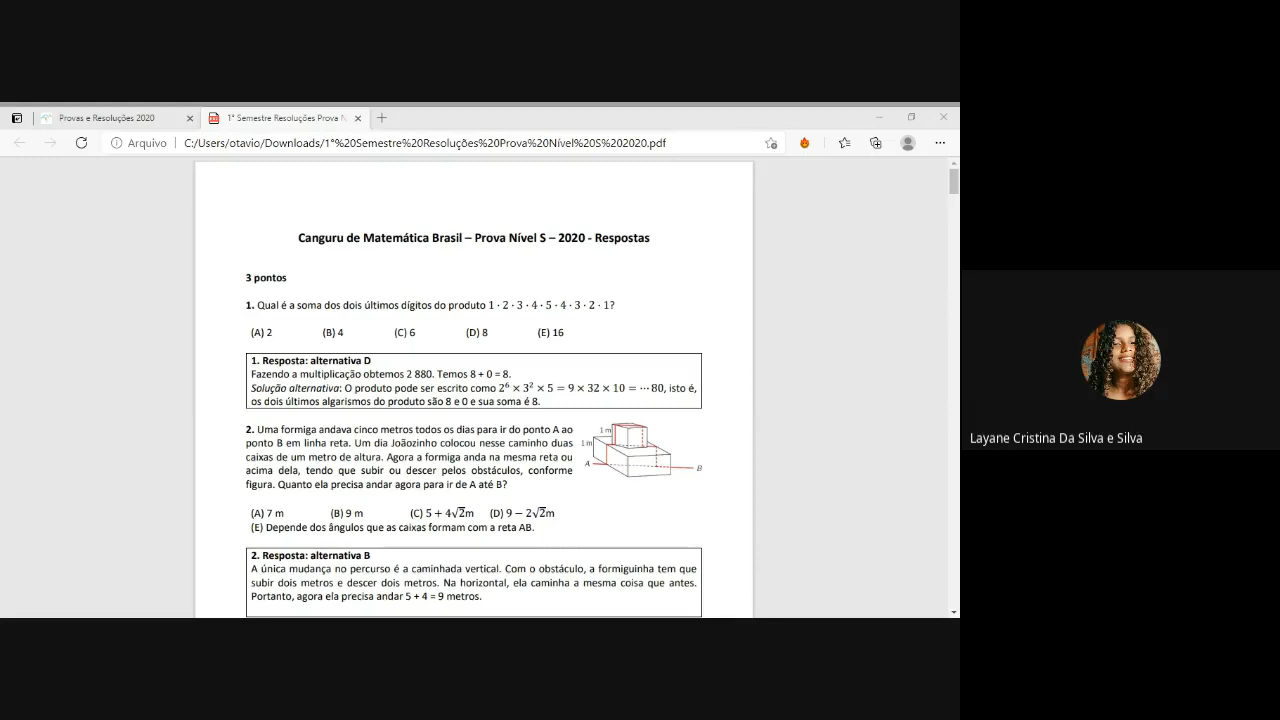 Provas e Resoluções 2020
1° Semestre Resoluções Prova N
Arquivo
C:/Users/otavio/Downloads/1°%20Semestre%20Resoluções%20Prova%20Nível%20S%202020.pdf
Canguru de Matemática Brasil – Prova Nível S – 2020 - Respostas
3 pontos
1. Qual é a soma dos dois últimos dígitos do produto 1 · 2 · 3 · 4 · 5 · 4 · 3 · 2 · 1?
(A) 2 (B) 4 (C) 6 (D) 8 (E) 16
1. Resposta: alternativa D
Fazendo a multiplicação obtemos 2 880. Temos 8 + 0 = 8.
Solução alternativa: O produto pode ser escrito como 2⁶ × 3² × 5 = 9 × 32 × 10 = ⋯ 80, isto é,
os dois últimos algarismos do produto são 8 e 0 e sua soma é 8.
2. Uma formiga andava cinco metros todos os dias para ir do ponto A ao
ponto B em linha reta. Um dia Joãozinho colocou nesse caminho duas
caixas de um metro de altura. Agora a formiga anda na mesma reta ou
acima dela, tendo que subir ou descer pelos obstáculos, conforme
figura. Quanto ela precisa andar agora para ir de A até B?
1 m
1 m
A
B
(A) 7 m (B) 9 m (C) 5 + 4√2m (D) 9 − 2√2m
(E) Depende dos ângulos que as caixas formam com a reta AB.
2. Resposta: alternativa B
A única mudança no percurso é a caminhada vertical. Com o obstáculo, a formiguinha tem que
subir dois metros e descer dois metros. Na horizontal, ela caminha a mesma coisa que antes.
Portanto, agora ela precisa andar 5 + 4 = 9 metros.
Layane Cristina Da Silva e Silva